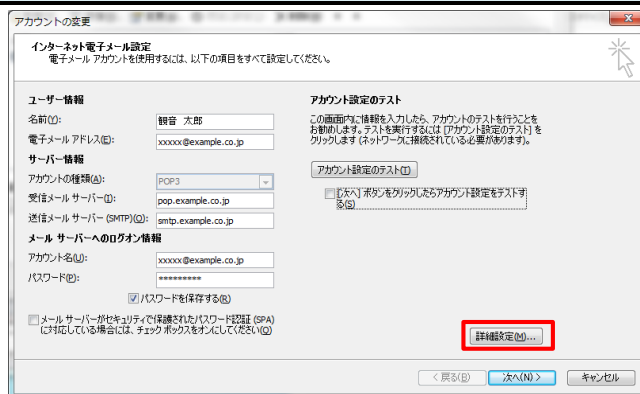 アカウントの変更
インターネット電子メール設定
電子メール アカウントを使用するには、以下の項目をすべて設定してください。
ユーザー情報
名前(Y):
観音 太郎
電子メール アドレス(E):
xxxxx@example.co.jp
サーバー情報
アカウントの種類(A):
POP3
受信メール サーバー(I):
pop.example.co.jp
送信メール サーバー (SMTP)(O):
smtp.example.co.jp
メール サーバーへのログオン情報
アカウント名(U):
xxxxx@example.co.jp
パスワード(P):
*********
パスワードを保存する(R)
メール サーバーがセキュリティで保護されたパスワード認証 (SPA)
に対応している場合には、チェック ボックスをオンにしてください(Q)
アカウント設定のテスト
この画面内に情報を入力したら、アカウントのテストを行うことを
お勧めします。テストを実行するには [アカウント設定のテスト] を
クリックします (ネットワークに接続されている必要があります)。
アカウント設定のテスト(T)
[次へ] ボタンをクリックしたらアカウント設定をテストす
る(S)
詳細設定(M)...
< 戻る(B)
次へ(N) >
キャンセル